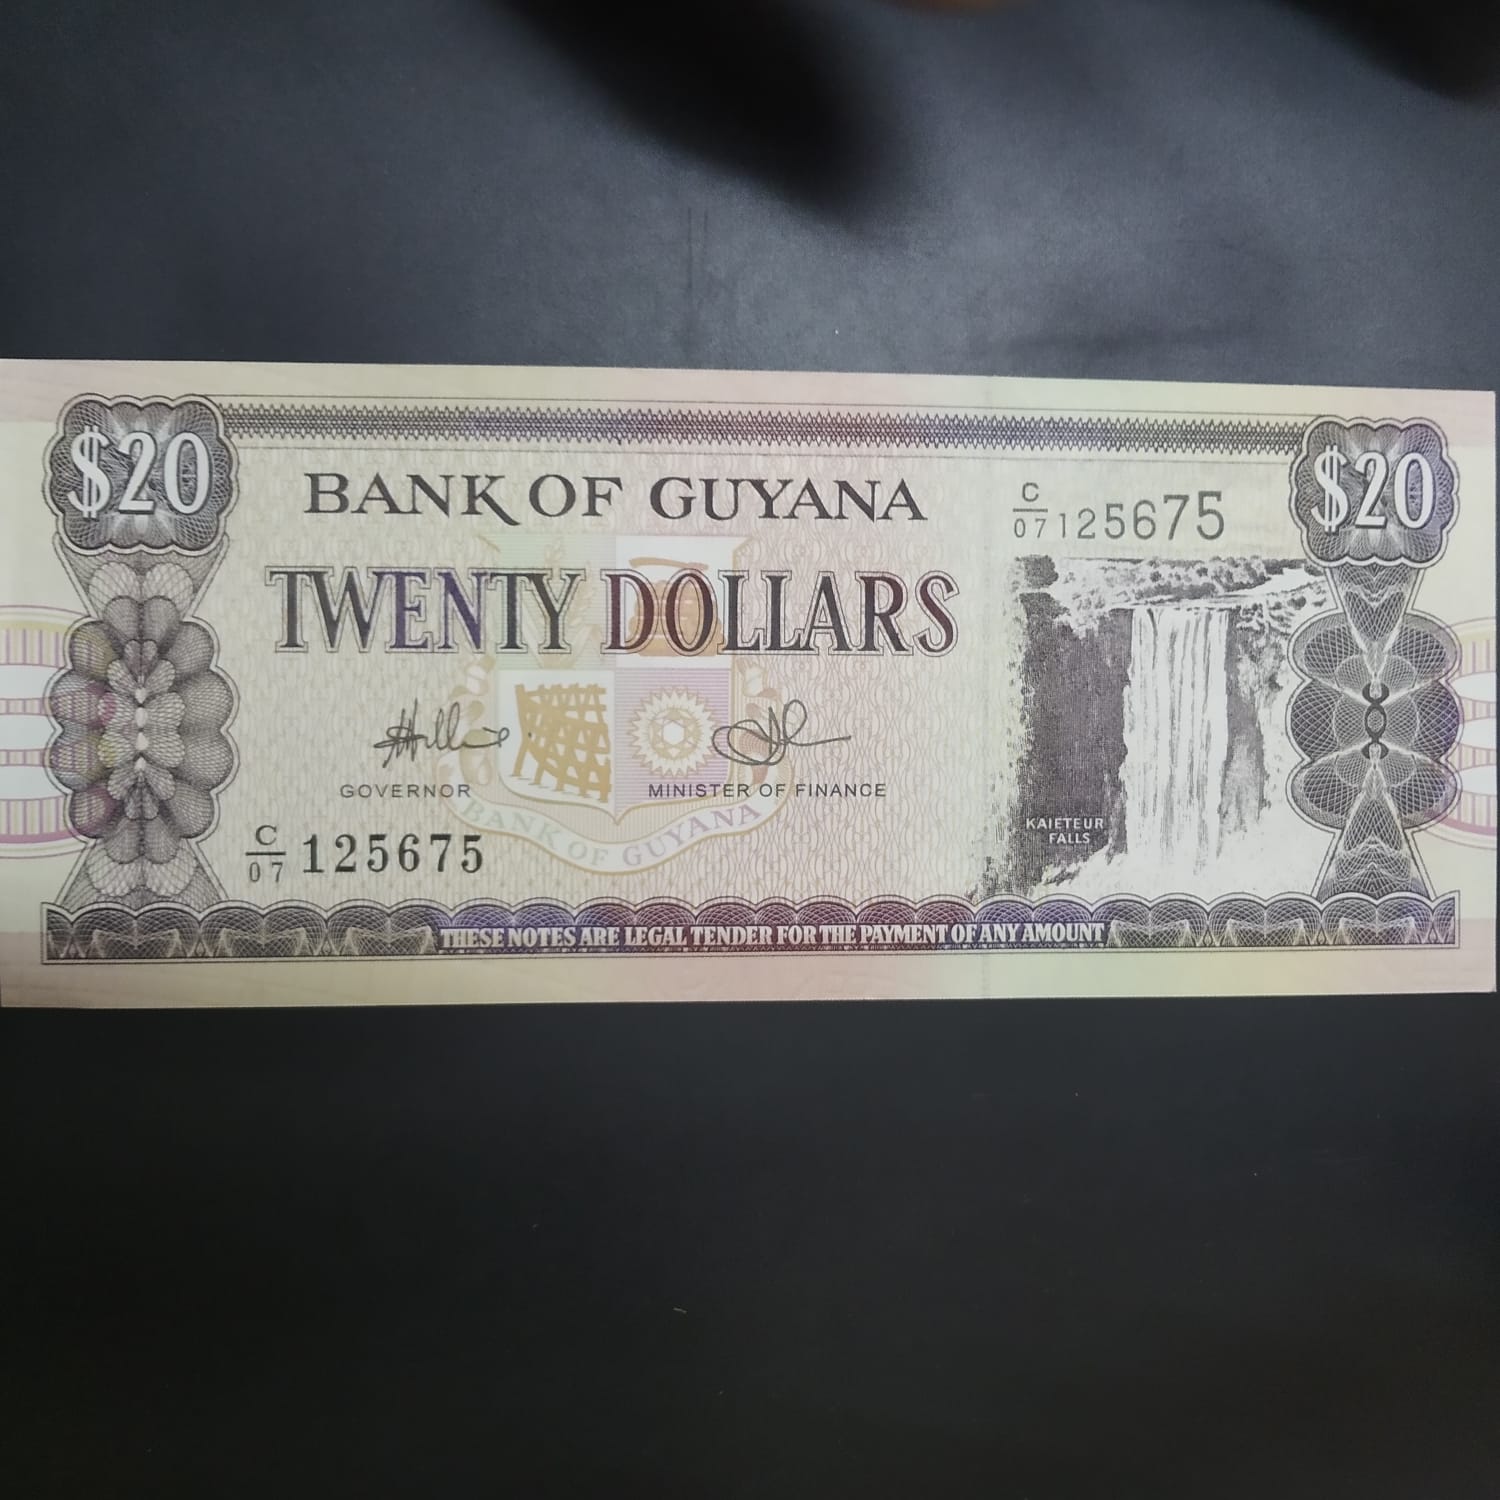 $20
$20
BANK OF GUYANA
C/07 125675
TWENTY DOLLARS
GOVERNOR
MINISTER OF FINANCE
KAIETEUR
FALLS
BANK OF GUYANA
C/07 125675
THESE NOTES ARE LEGAL TENDER FOR THE PAYMENT OF ANY AMOUNT